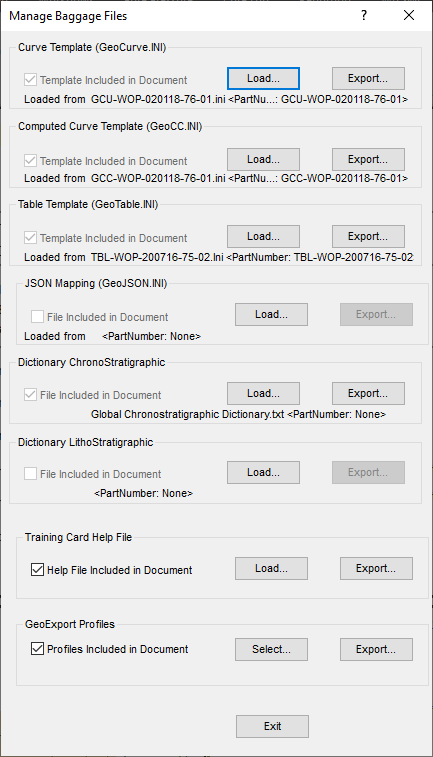 Manage Baggage Files
Curve Template (GeoCurve.INI)
Template Included in Document
Load...
Export...
Loaded from GCU-WOP-020118-76-01.ini <PartNu...: GCU-WOP-020118-76-01>
Computed Curve Template (GeoCC.INI)
Template Included in Document
Load...
Export...
Loaded from GCC-WOP-020118-76-01.ini <PartNu...: GCC-WOP-020118-76-01>
Table Template (GeoTable.INI)
Template Included in Document
Load...
Export...
Loaded from TBL-WOP-200716-75-02.Ini <PartNumber: TBL-WOP-200716-75-02
JSON Mapping (GeoJSON.INI)
File Included in Document
Load...
Export...
Loaded from <PartNumber: None>
Dictionary ChronoStratigraphic
File Included in Document
Load...
Export...
Global Chronostratigraphic Dictionary.txt <PartNumber: None>
Dictionary LithoStratigraphic
File Included in Document
Load...
Export...
<PartNumber: None>
Training Card Help File
Help File Included in Document
Load...
Export...
GeoExport Profiles
Profiles Included in Document
Select...
Export...
Exit